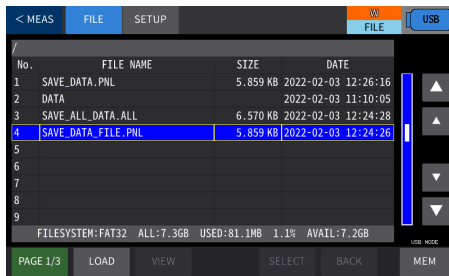 < MEAS FILE SETUP W FILE USB
/
No. FILE NAME SIZE DATE
1 SAVE_DATA.PNL 5.859 KB 2022-02-03 12:26:16
2 DATA 2022-02-03 11:10:05
3 SAVE_ALL_DATA.ALL 6.570 KB 2022-02-03 12:24:28
4 SAVE_DATA_FILE.PNL 5.859 KB 2022-02-03 12:24:26
5
6
7
8
9
FILESYSTEM:FAT32 ALL:7.3GB USED:81.1MB 1.1% AVAIL:7.2GB
USB MODE
PAGE 1/3 LOAD VIEW SELECT BACK MEM